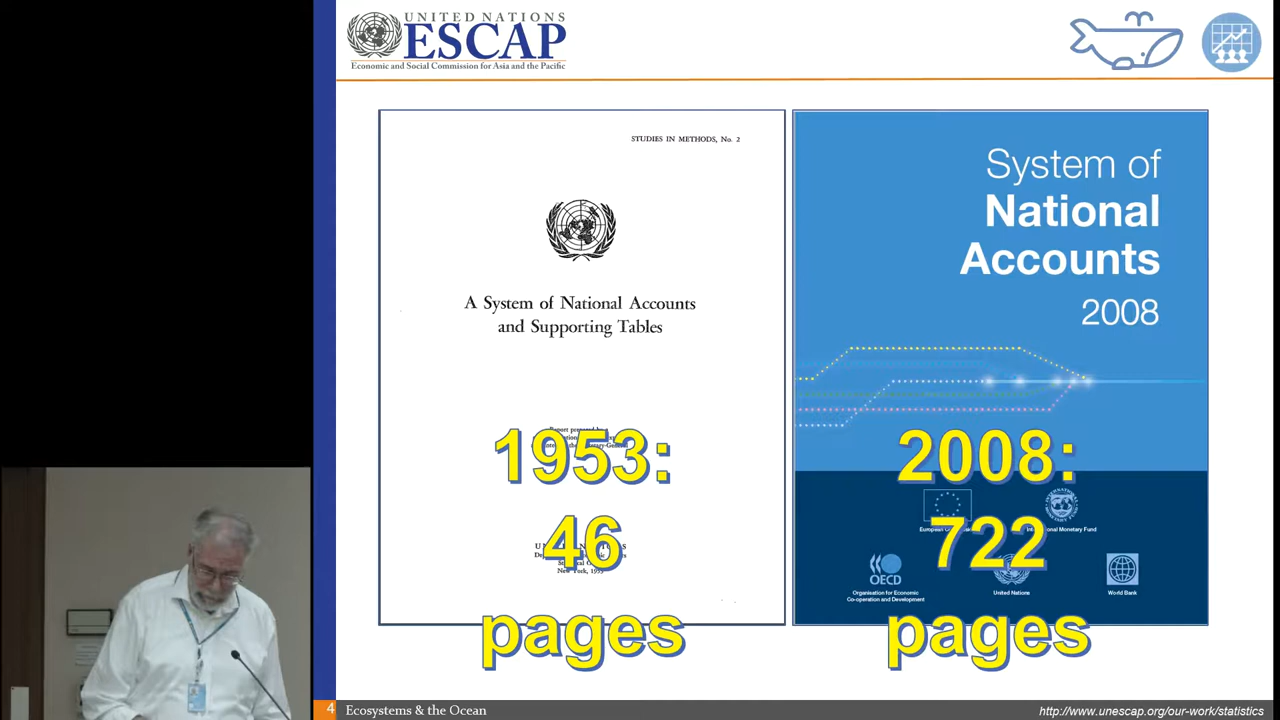 UNITED NATIONS
ESCAP
Economic and Social Commission for Asia and the Pacific
STUDIES IN METHODS, No. 2
A System of National Accounts
and Supporting Tables
Report prepared by
1953:
46
pages
System of
National
Accounts
2008
2008:
722
pages
International Monetary Fund
OECD
Organisation for Economic
Co-operation and Development
United Nations
World Bank
4
Ecosystems & the Ocean
http://www.unescap.org/our-work/statistics